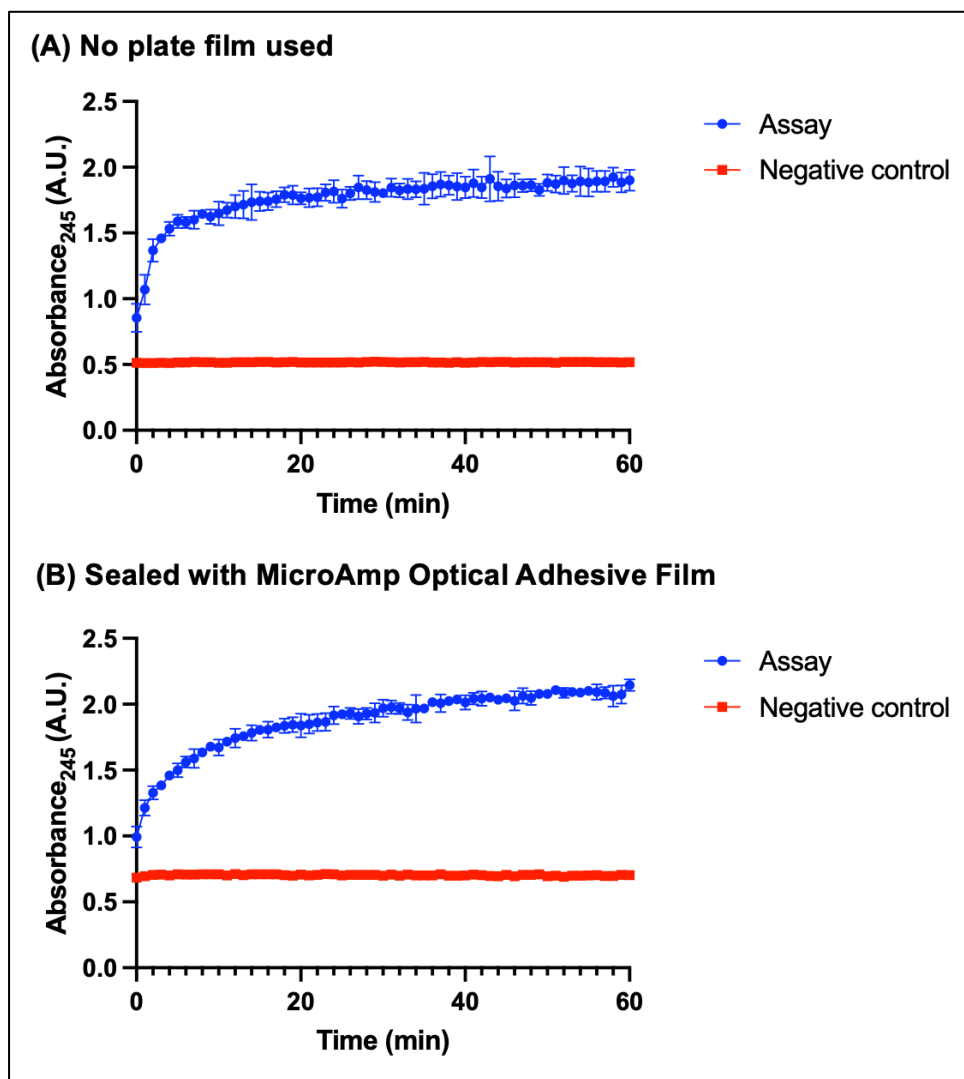 (A) No plate film used
2.5
2.0
1.5
1.0
0.5
0.0
Absorbance₂₄₅ (A.U.)
0 20 40 60
Time (min)
Assay
Negative control
(B) Sealed with MicroAmp Optical Adhesive Film
2.5
2.0
1.5
1.0
0.5
0.0
Absorbance₂₄₅ (A.U.)
0 20 40 60
Time (min)
Assay
Negative control